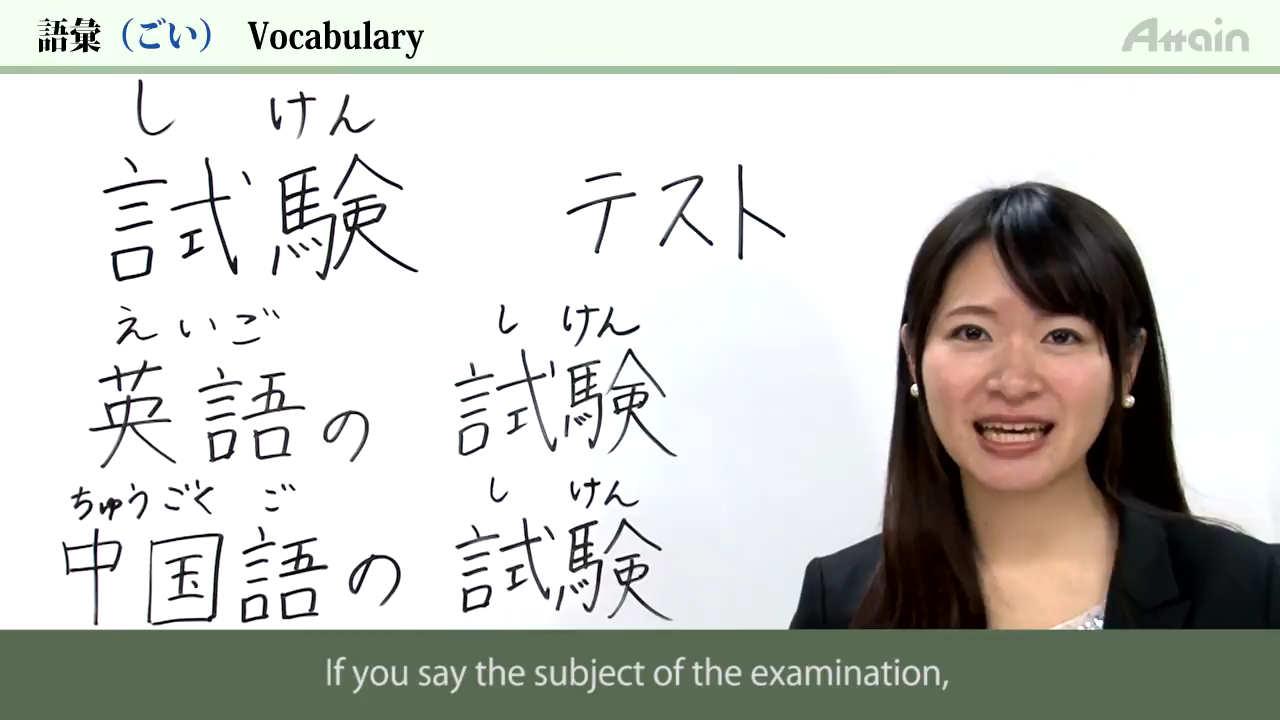 語彙（ごい） Vocabulary
Attain
し けん
試験 テスト
えいご し けん
英語の 試験
ちゅうごく ご し けん
中国語の 試験
If you say the subject of the examination,